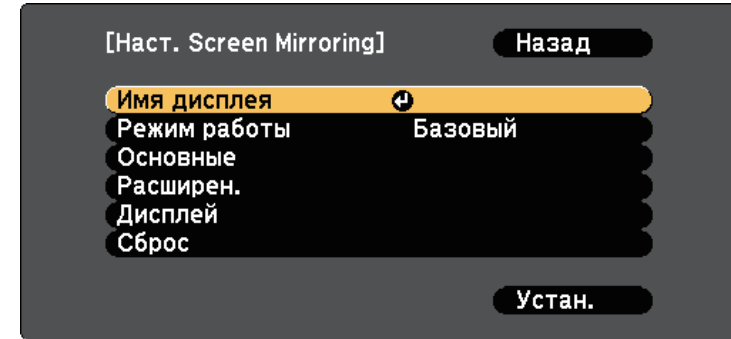 [Наст. Screen Mirroring] Назад
Имя дисплея
Режим работы Базовый
Основные
Расширен.
Дисплей
Сброс
Устан.